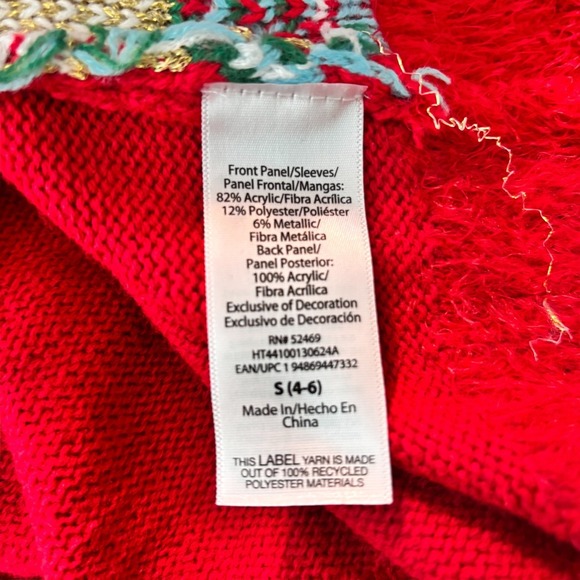 Front Panel/Sleeves/
Panel Frontal/Mangas:
82% Acrylic/Fibra Acrílica
12% Polyester/Poliéster
6% Metallic/
Fibra Metálica
Back Panel/
Panel Posterior:
100% Acrylic/
Fibra Acrílica
Exclusive of Decoration
Exclusivo de Decoración
RN# 52469
HT44100130624A
EAN/UPC 1 94869447332
S (4-6)
Made In/Hecho En
China
THIS LABEL YARN IS MADE
OUT OF 100% RECYCLED
POLYESTER MATERIALS